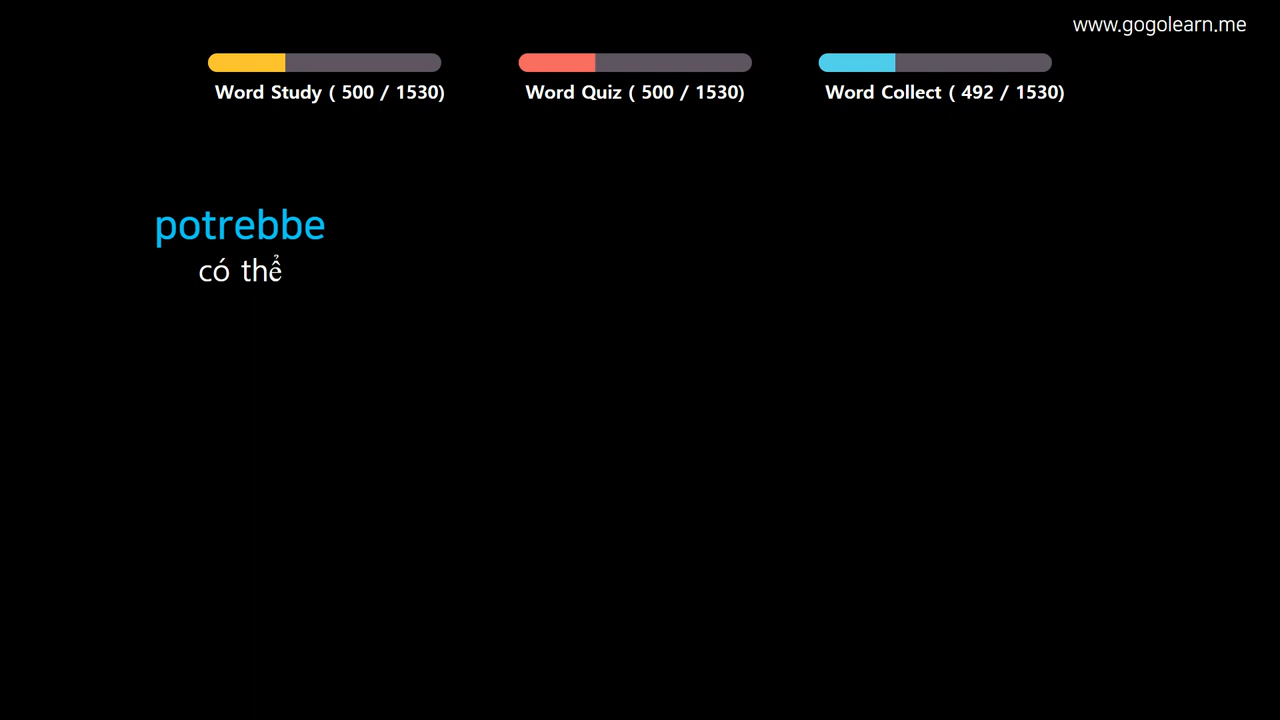 www.gogolearn.me
Word Study ( 500 / 1530)
Word Quiz ( 500 / 1530)
Word Collect ( 492 / 1530)
potrebbe
có thể